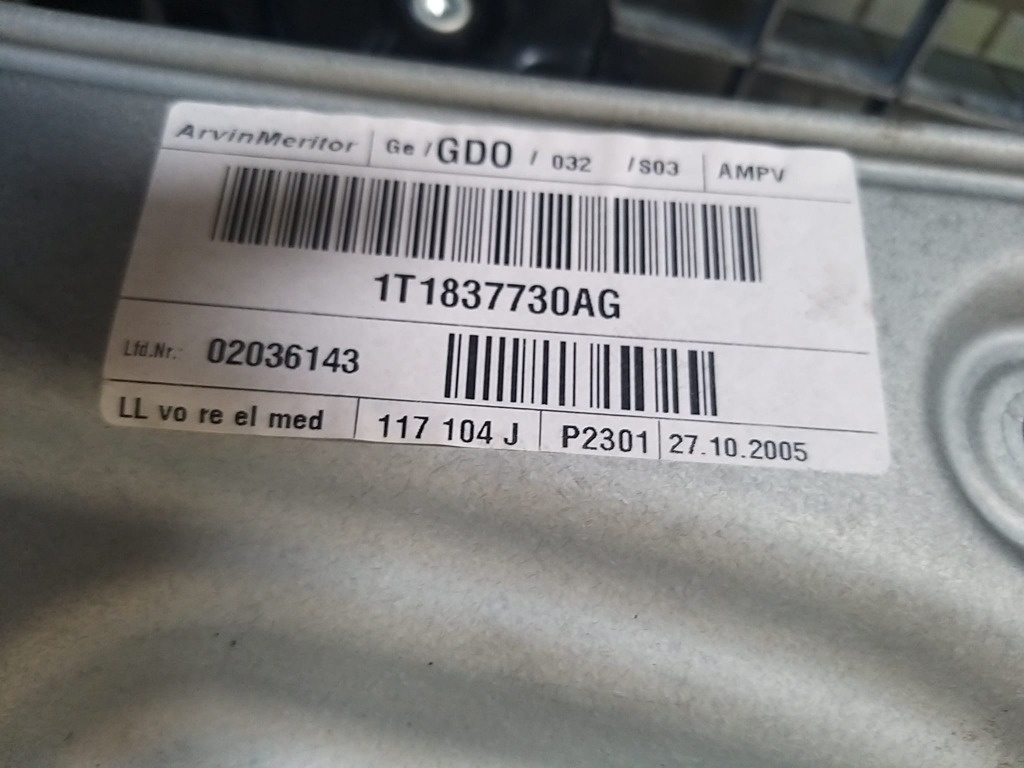 ArvinMeritor Ge / GDO / 032 / S03 AMPV
1T1837730AG
Lfd.Nr.: 02036143
LL vo re el med 117 104 J P2301 27.10.2005